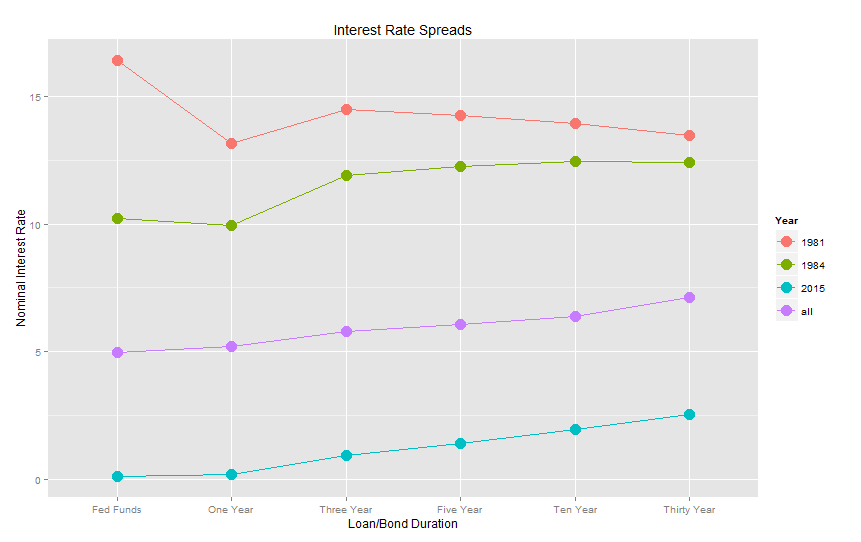 Interest Rate Spreads
Nominal Interest Rate
15
10
5
0
Fed Funds
One Year
Three Year
Five Year
Ten Year
Thirty Year
Loan/Bond Duration
Year
1981
1984
2015
all